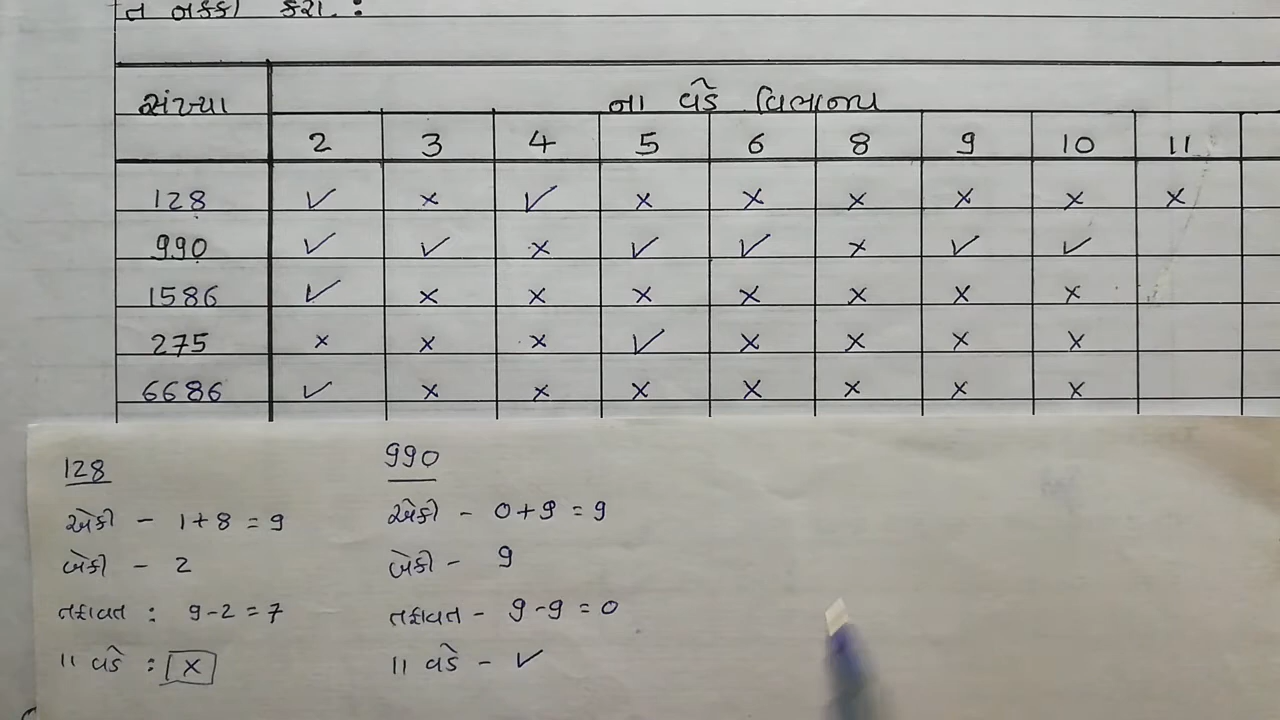 તે નક્કી કરો. :
સંખ્યા ના વડે વિભાજ્ય
2 3 4 5 6 8 9 10 11
128 ✓ × ✓ × × × × × ×
990 ✓ ✓ × ✓ ✓ × ✓ ✓
1586 ✓ × × × × × × ×
275 × × × ✓ × × × ×
6686 ✓ × × × × × × ×
128
એકી - 1+8 = 9
બેકી - 2
તફાવત : 9-2 = 7
11 વડે : ×
990
એકી - 0+9 = 9
બેકી - 9
તફાવત - 9-9 = 0
11 વડે - ✓